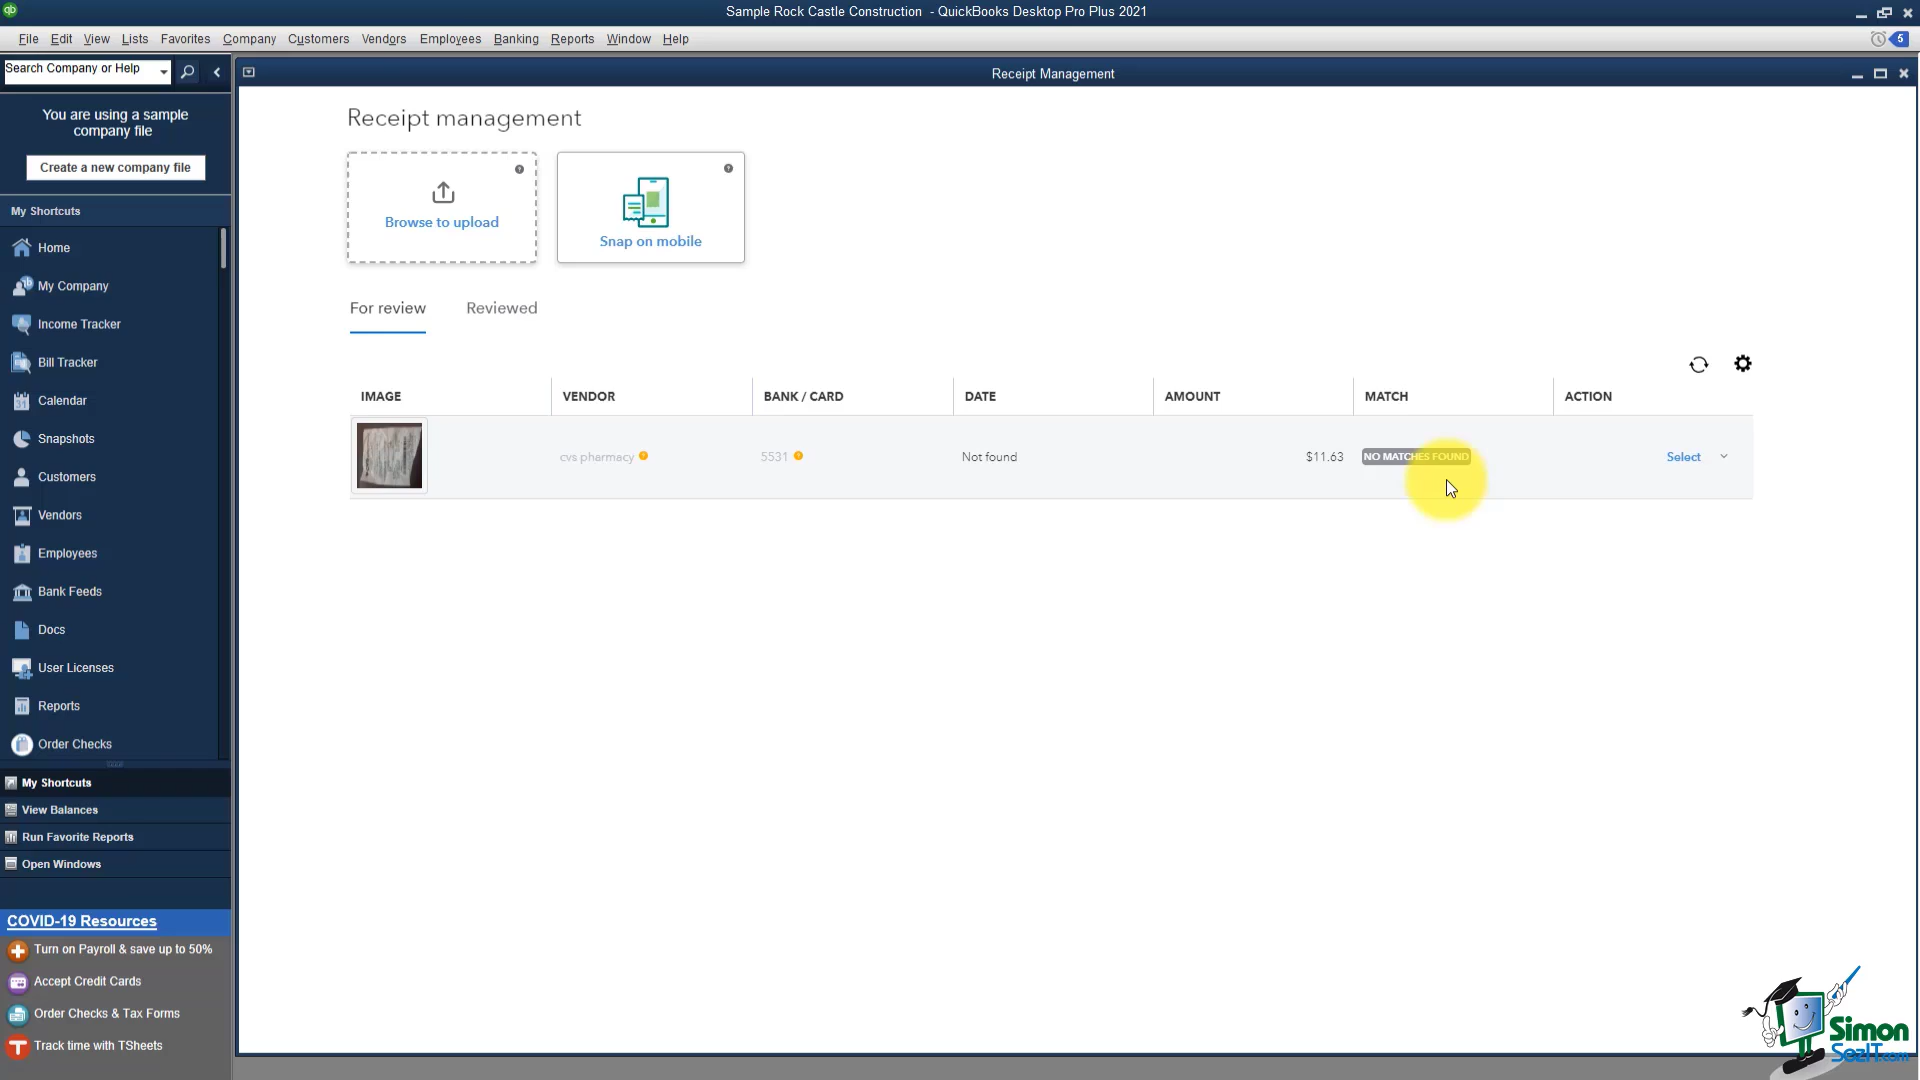 Sample Rock Castle Construction - QuickBooks Desktop Pro Plus 2021
File Edit View Lists Favorites Company Customers Vendors Employees Banking Reports Window Help
5
Search Company or Help
Receipt Management
You are using a sample
company file
Create a new company file
My Shortcuts
Home
My Company
Income Tracker
Bill Tracker
Calendar
Snapshots
Customers
Vendors
Employees
Bank Feeds
Docs
User Licenses
Reports
Order Checks
My Shortcuts
View Balances
Run Favorite Reports
Open Windows
COVID-19 Resources
Turn on Payroll & save up to 50%
Accept Credit Cards
Order Checks & Tax Forms
Track time with TSheets
Receipt management
Browse to upload
Snap on mobile
For review Reviewed
IMAGE VENDOR BANK / CARD DATE AMOUNT MATCH ACTION
cvs pharmacy 5531 Not found $11.63 NO MATCHES FOUND Select
Simon
SezIT.com